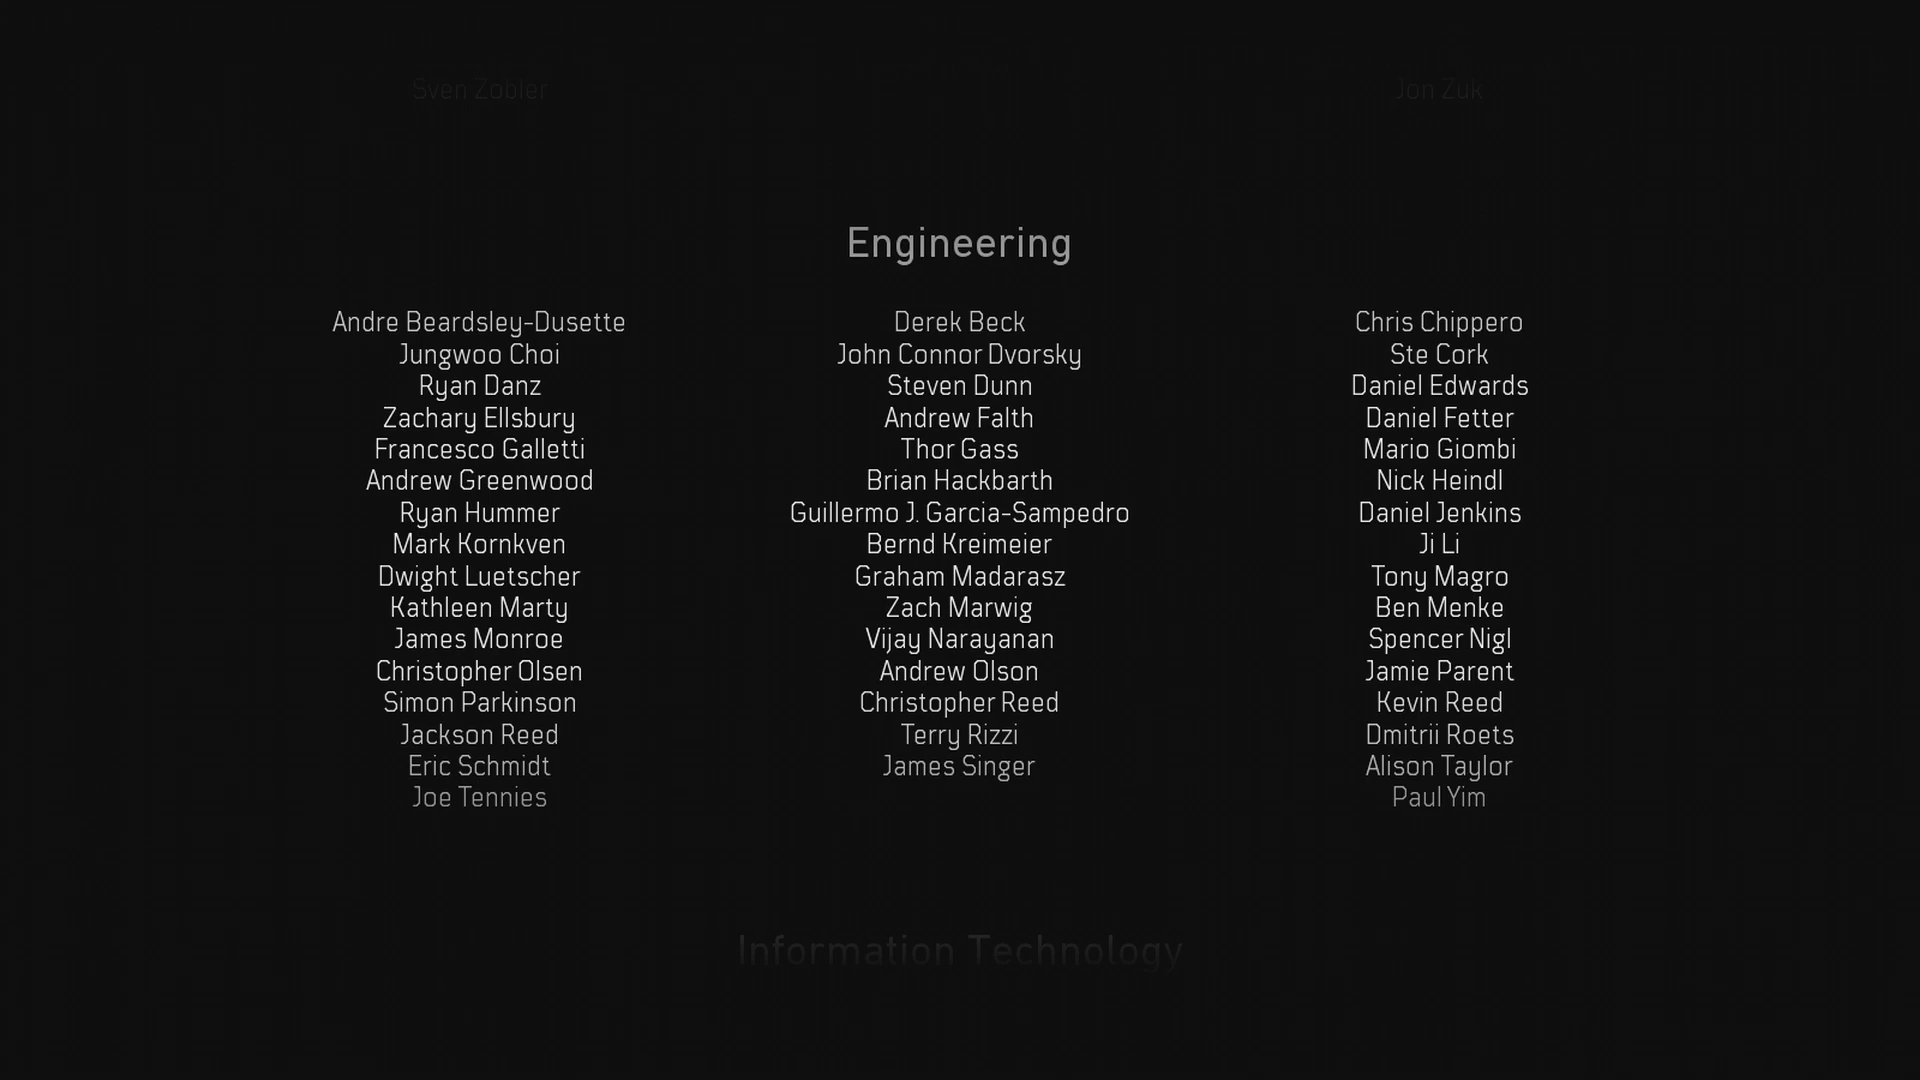 Sven Zabler Jon Zuk
Engineering
Andre Beardsley-Dusette Derek Beck Chris Chippero
Jungwoo Choi John Connor Dvorsky Ste Cork
Ryan Danz Steven Dunn Daniel Edwards
Zachary Ellsbury Andrew Falth Daniel Fetter
Francesco Galletti Thor Gass Mario Giombi
Andrew Greenwood Brian Hackbarth Nick Heindl
Ryan Hummer Guillermo J. Garcia-Sampedro Daniel Jenkins
Mark Kornkven Bernd Kreimeier Ji Li
Dwight Luetscher Graham Madarasz Tony Magro
Kathleen Marty Zach Marwig Ben Menke
James Monroe Vijay Narayanan Spencer Nigl
Christopher Olsen Andrew Olson Jamie Parent
Simon Parkinson Christopher Reed Kevin Reed
Jackson Reed Terry Rizzi Dmitrii Roets
Eric Schmidt James Singer Alison Taylor
Joe Tennies Paul Yim
Information Technology